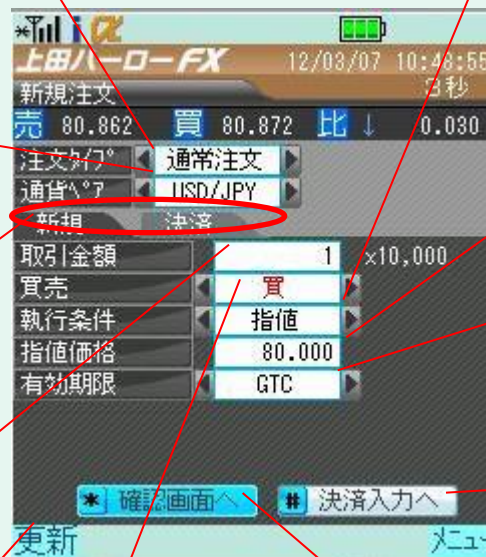 上田ハーローFX 12/03/07 10:43:55
新規注文 3秒
売 80.862 買 80.872 比 ↓ 0.030
注文ﾀｲﾌﾟ 通常注文
通貨ﾍﾟｱ USD/JPY
新規 決済
取引金額 1 x10,000
買売 買
執行条件 指値
指値価格 80.000
有効期限 GTC
* 確認画面へ # 決済入力へ
更新 ﾒﾆｭｰ